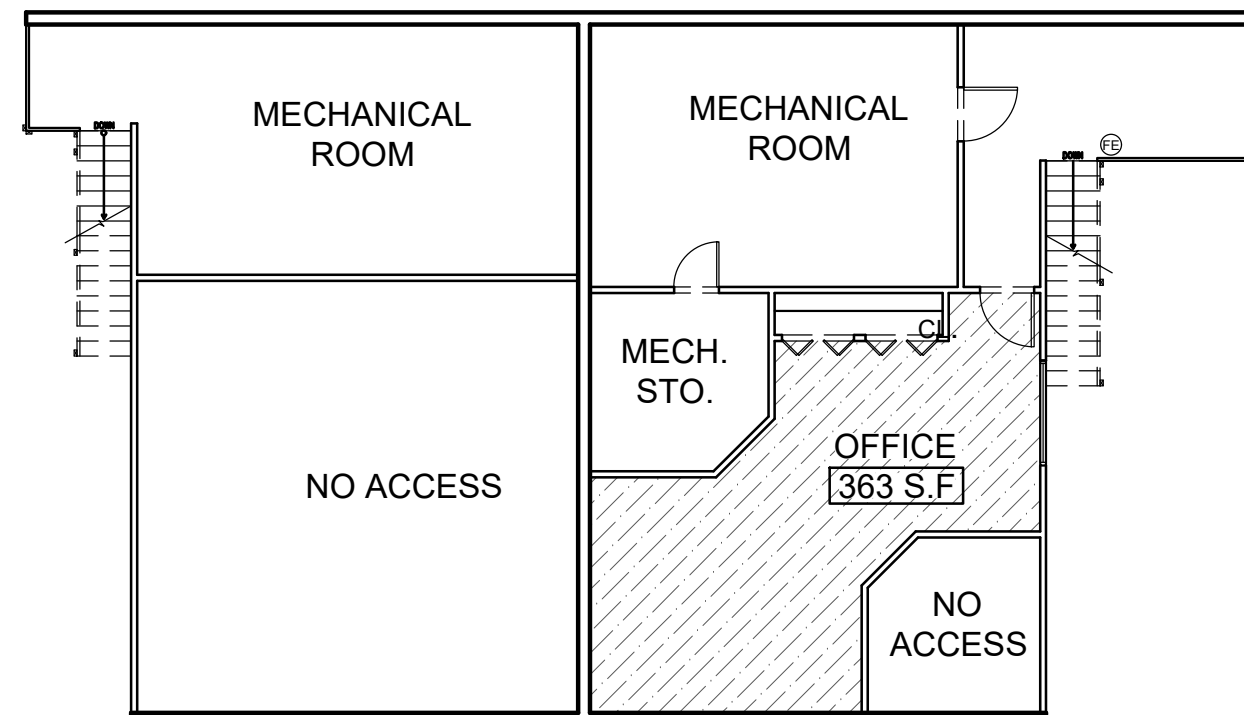 MECHANICAL
ROOM
MECHANICAL
ROOM
DOWN
DOWN
FE
CL.
MECH.
STO.
OFFICE
363 S.F
NO ACCESS
NO
ACCESS